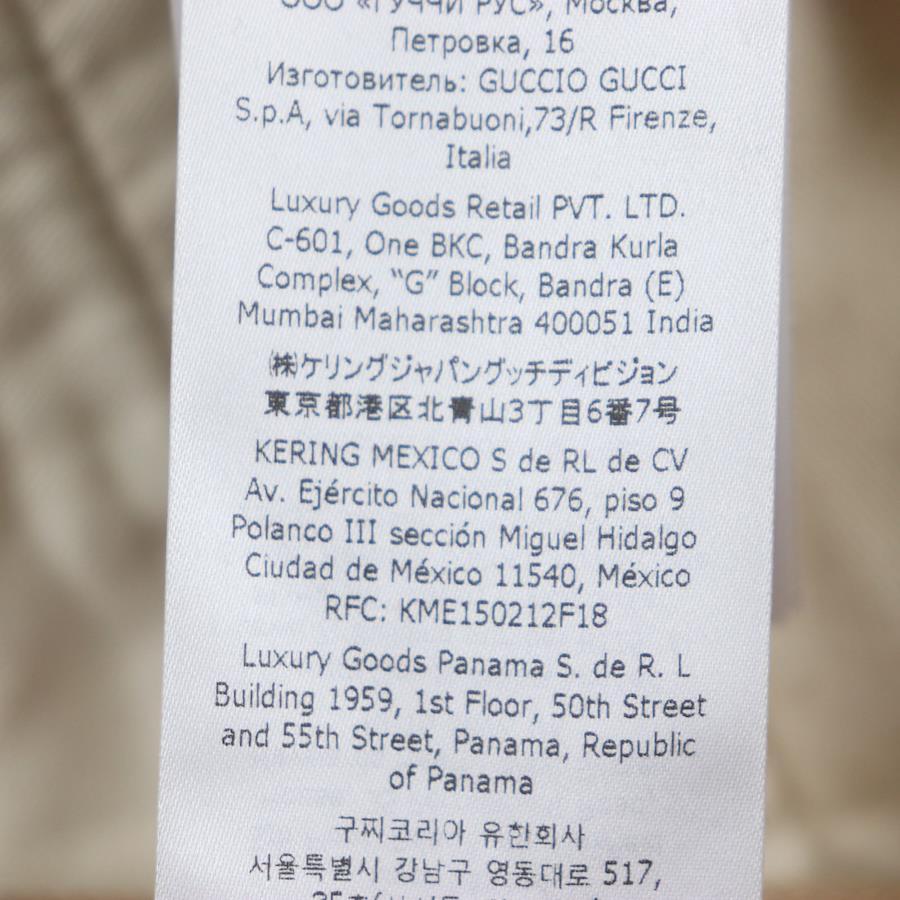 ООО «ГУЧЧИ РУС», Москва,
Петровка, 16
Изготовитель: GUCCIO GUCCI
S.p.A, via Tornabuoni,73/R Firenze,
Italia
Luxury Goods Retail PVT. LTD.
C-601, One BKC, Bandra Kurla
Complex, “G” Block, Bandra (E)
Mumbai Maharashtra 400051 India
㈱ケリングジャパングッチディビジョン
東京都港区北青山3丁目6番7号
KERING MEXICO S de RL de CV
Av. Ejército Nacional 676, piso 9
Polanco III sección Miguel Hidalgo
Ciudad de México 11540, México
RFC: KME150212F18
Luxury Goods Panama S. de R. L
Building 1959, 1st Floor, 50th Street
and 55th Street, Panama, Republic
of Panama
구찌코리아 유한회사
서울특별시 강남구 영동대로 517,